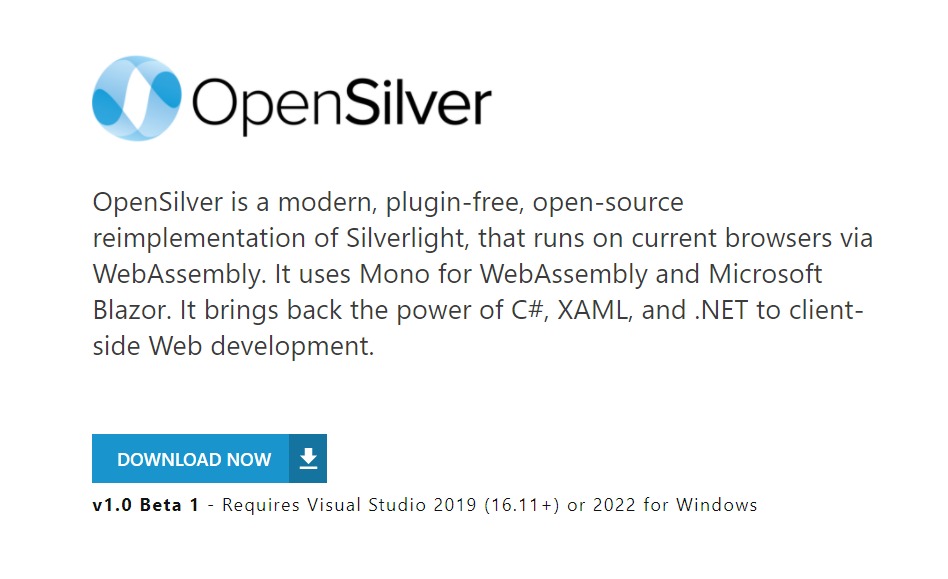 OpenSilver
OpenSilver is a modern, plugin-free, open-source
reimplementation of Silverlight, that runs on current browsers via
WebAssembly. It uses Mono for WebAssembly and Microsoft
Blazor. It brings back the power of C#, XAML, and .NET to client-
side Web development.
DOWNLOAD NOW
v1.0 Beta 1 - Requires Visual Studio 2019 (16.11+) or 2022 for Windows